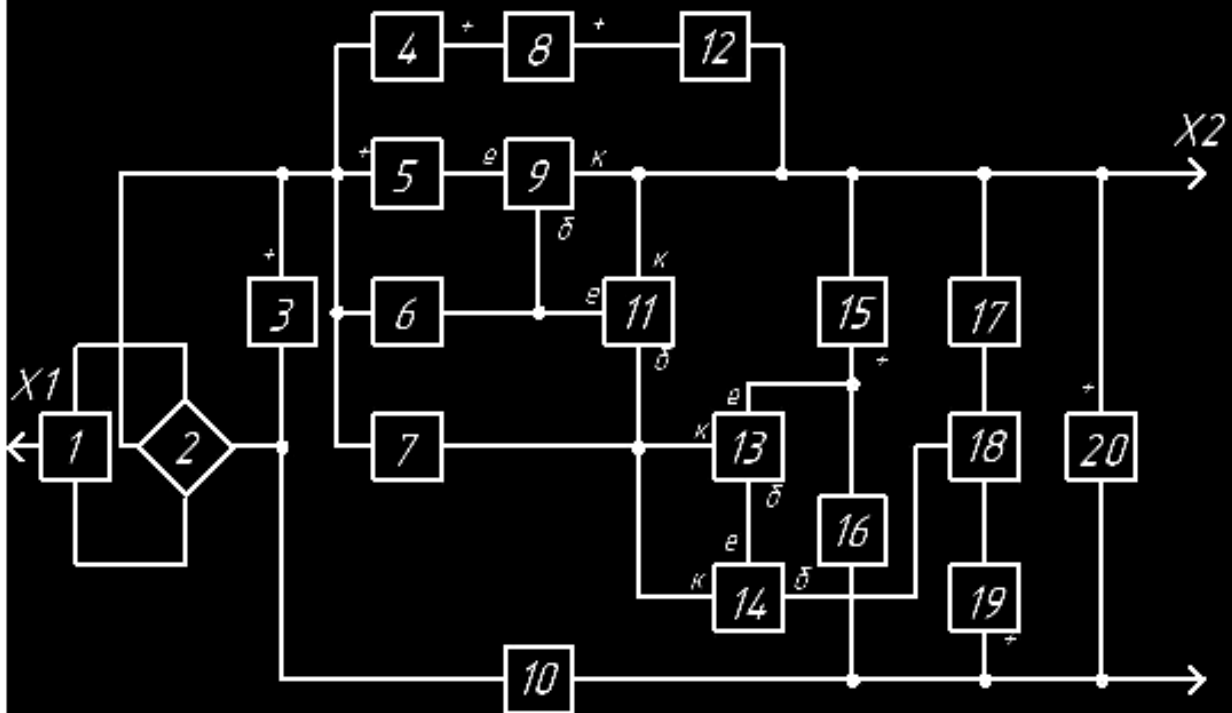 4 + 8 + 12
X2
+ 5 е 9 к
б
+ 3 6 е 11 к 15 17
б +
X1
е +
1 2 7 к 13 18 20
б
16
е
к 14 б 19
+
10